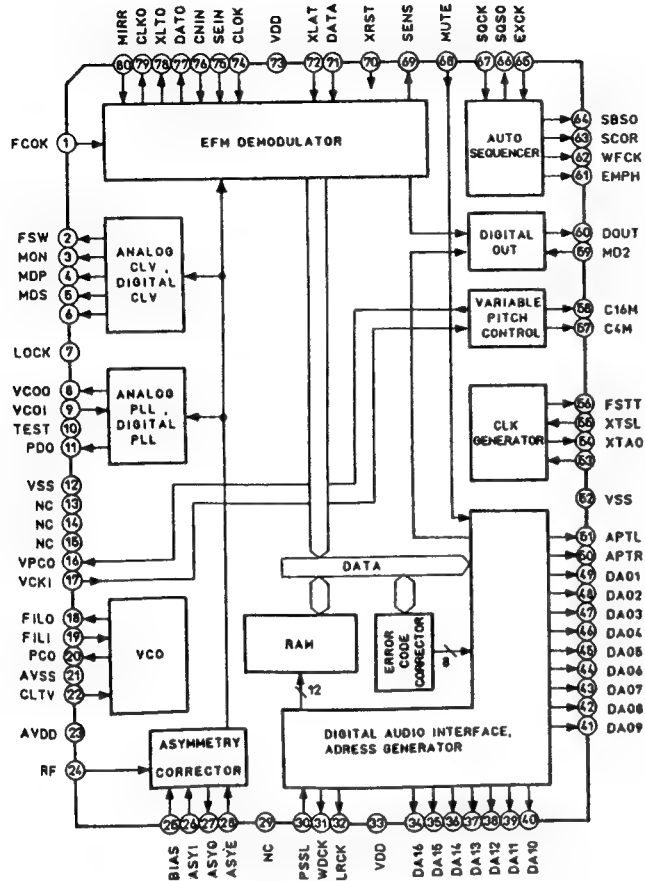 MIRR CLKO XLTO DATO CNIN SEIN CLOK VDD XLAT DATA XRST SENS MUTE SQCK SQSO EXCK
80 79 78 77 76 75 74 73 72 71 70 69 68 67 66 65
FCOK 1
EFM DEMODULATOR
AUTO
SEQUENCER
64 SBSO
63 SCOR
62 WFCK
61 EMPH
FSW 2
MON 3
MDP 4
MDS 5
6
ANALOG
CLV ,
DIGITAL
CLV
DIGITAL
OUT
60 DOUT
59 MD2
VARIABLE
PITCH
CONTROL
58 C16M
57 C4M
LOCK 7
VCOO 8
VCOI 9
TEST 10
PDO 11
ANALOG
PLL ,
DIGITAL
PLL
CLK
GENERATOR
56 FSTT
55 XTSL
54 XTAO
53
52 VSS
VSS 12
NC 13
NC 14
NC 15
VPCO 16
VCKI 17
51 APTL
50 APTR
49 DA01
48 DA02
47 DA03
46 DA04
45 DA05
44 DA06
43 DA07
42 DA08
41 DA09
DATA
RAM
ERROR
CODE
CORRECTOR
8
12
FILO 18
FILI 19
PCO 20
AVSS 21
CLTV 22
VCO
AVDD 23
RF 24
ASYMMETRY
CORRECTOR
DIGITAL AUDIO INTERFACE,
ADRESS GENERATOR
25 26 27 28 29 30 31 32 33 34 35 36 37 38 39 40
BIAS ASYI ASYO ASYE NC PSSL WDCK LRCK VDD DA16 DA15 DA14 DA13 DA12 DA11 DA10